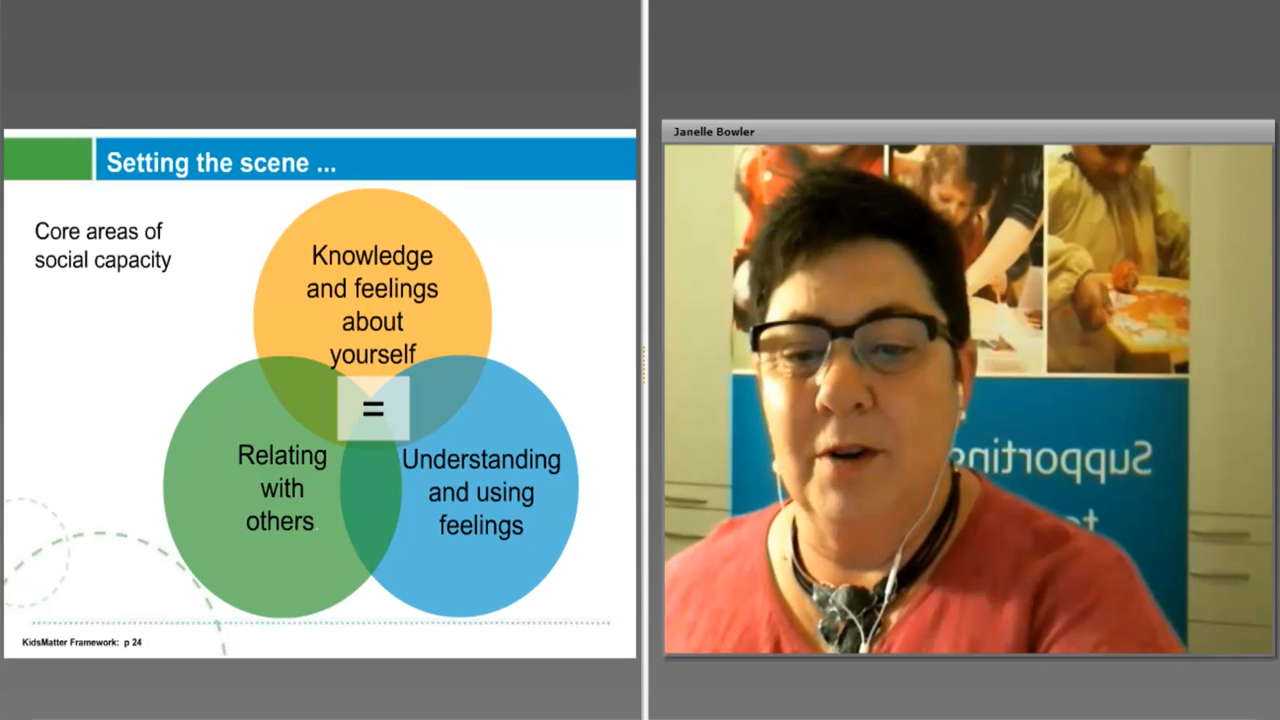 Setting the scene ...
Core areas of
social capacity
Knowledge
and feelings
about
yourself
=
Relating
with
others
Understanding
and using
feelings
KidsMatter Framework: p 24
Janelle Bowler
Supporting